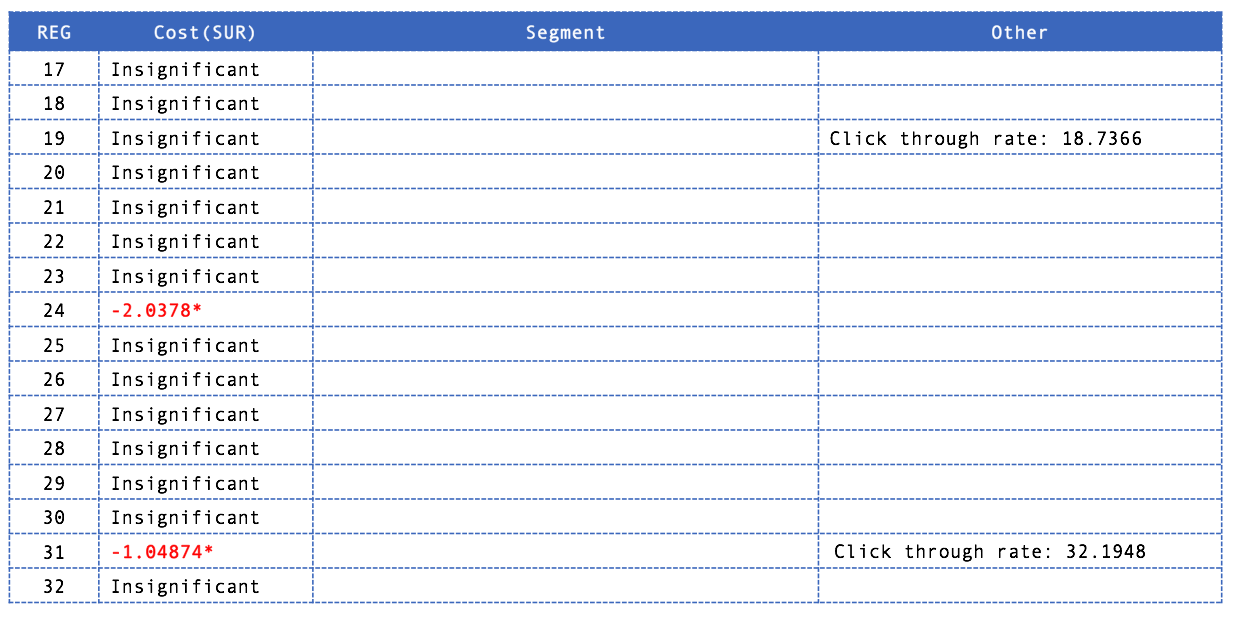 REG Cost(SUR) Segment Other
17 Insignificant
18 Insignificant
19 Insignificant Click through rate: 18.7366
20 Insignificant
21 Insignificant
22 Insignificant
23 Insignificant
24 -2.0378*
25 Insignificant
26 Insignificant
27 Insignificant
28 Insignificant
29 Insignificant
30 Insignificant
31 -1.04874* Click through rate: 32.1948
32 Insignificant